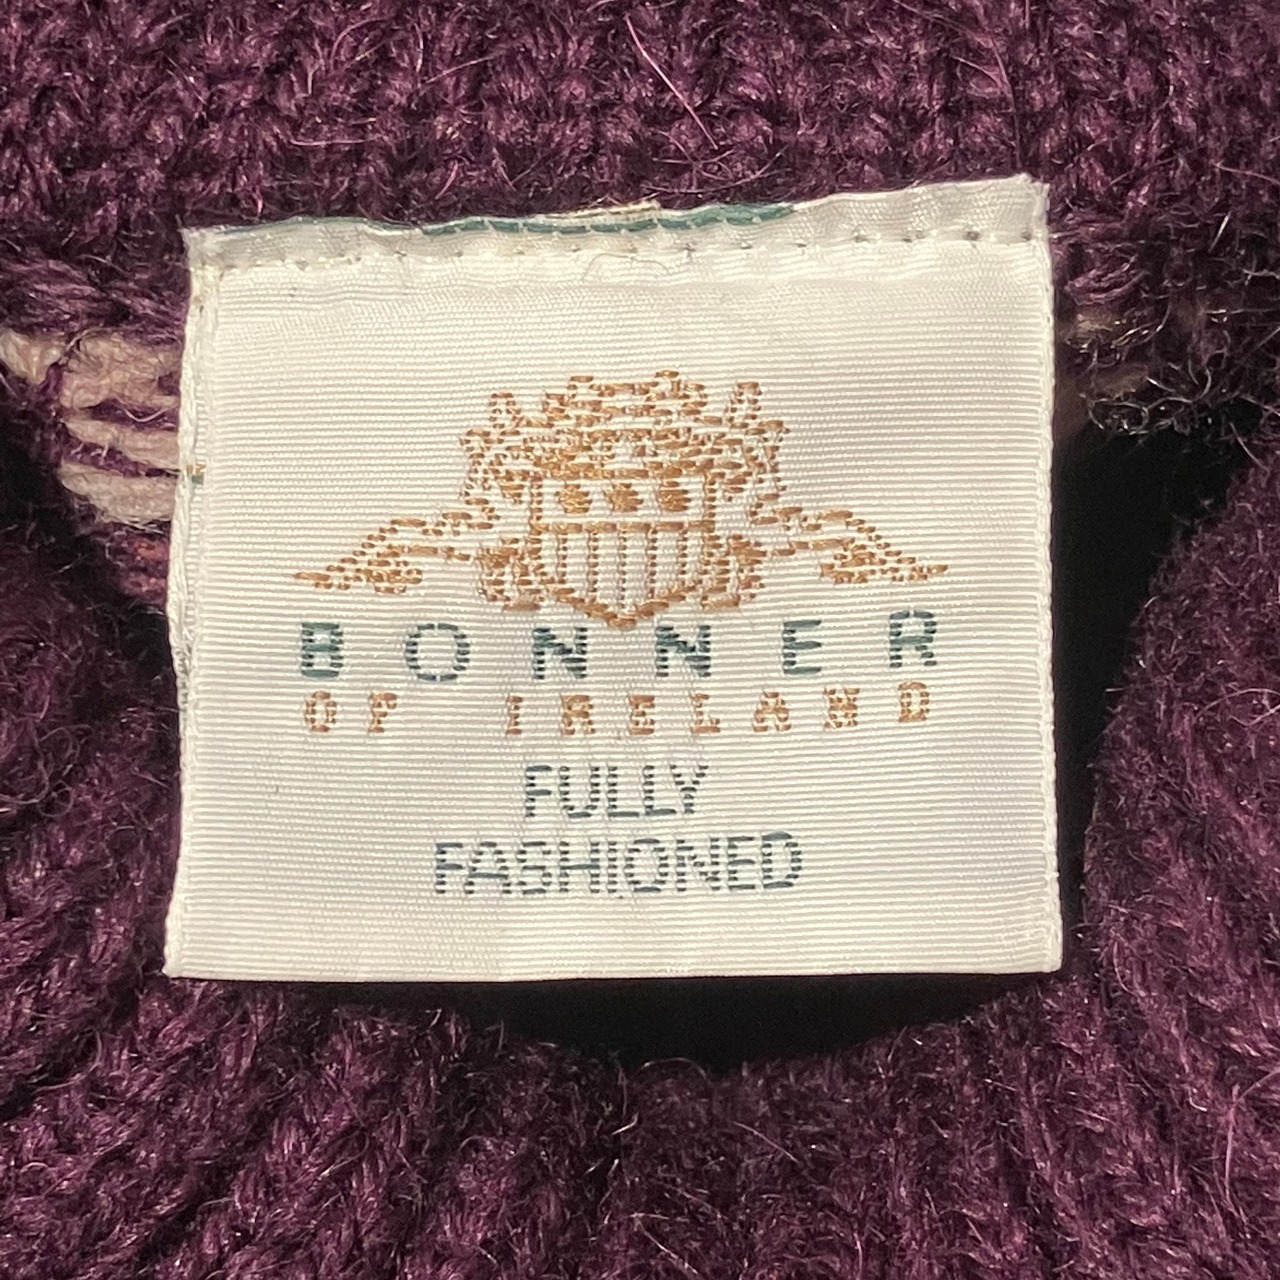 BONNER
OF IRELAND
FULLY
FASHIONED